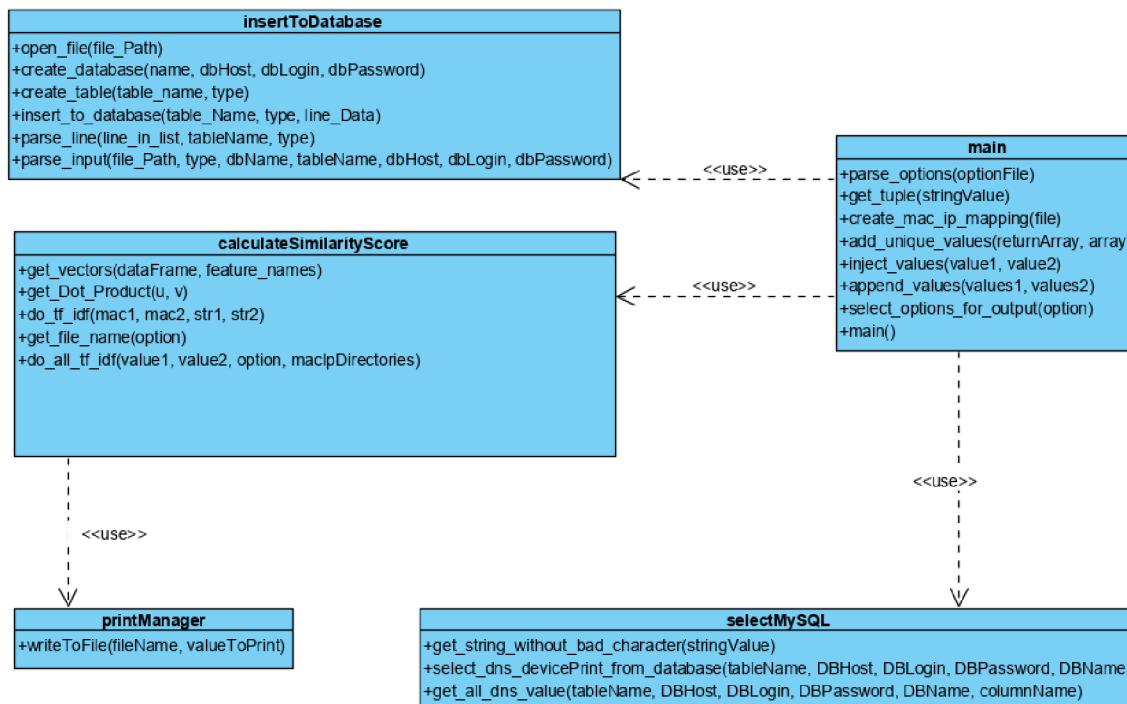 insertToDatabase
+open_file(file_Path)
+create_database(name, dbHost, dbLogin, dbPassword)
+create_table(table_name, type)
+insert_to_database(table_Name, type, line_Data)
+parse_line(line_in_list, tableName, type)
+parse_input(file_Path, type, dbName, tableName, dbHost, dbLogin, dbPassword)
<<use>>
main
+parse_options(optionFile)
+get_tuple(stringValue)
+create_mac_ip_mapping(file)
+add_unique_values(returnArray, array
+inject_values(value1, value2)
+append_values(values1, values2)
+select_options_for_output(option)
+main()
calculateSimilarityScore
+get_vectors(dataFrame, feature_names)
+get_Dot_Product(u, v)
+do_tf_idf(mac1, mac2, str1, str2)
+get_file_name(option)
+do_all_tf_idf(value1, value2, option, macIpDirectories)
<<use>>
<<use>>
<<use>>
printManager
+writeToFile(fileName, valueToPrint)
selectMySQL
+get_string_without_bad_character(stringValue)
+select_dns_devicePrint_from_database(tableName, DBHost, DBLogin, DBPassword, DBName
+get_all_dns_value(tableName, DBHost, DBLogin, DBPassword, DBName, columnName)